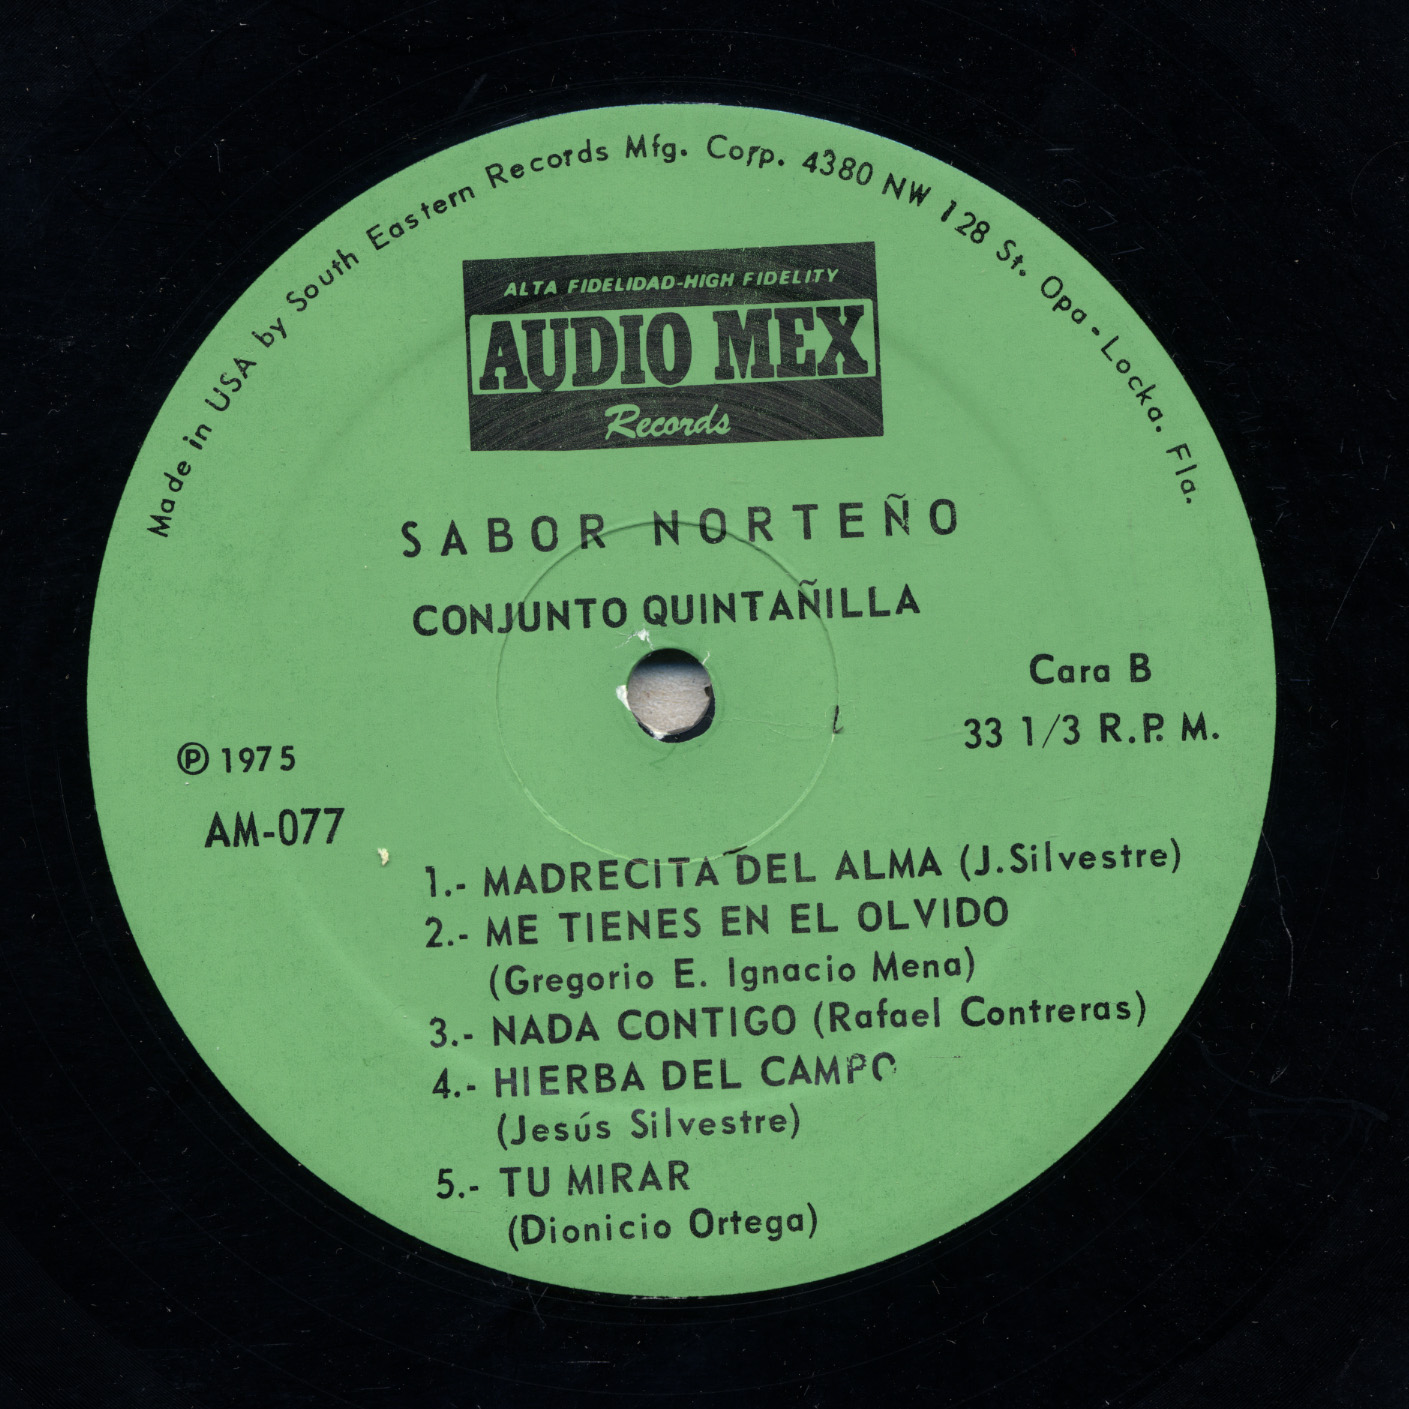 Made in USA by South Eastern Records Mfg. Corp. 4380 NW 128 St. Opa-Locka. Fla.
ALTA FIDELIDAD-HIGH FIDELITY
AUDIO MEX
Records
SABOR NORTEÑO
CONJUNTO QUINTAÑILLA
Cara B
33 1/3 R.P.M.
℗ 1975
AM-077
1.- MADRECITA DEL ALMA (J.Silvestre)
2.- ME TIENES EN EL OLVIDO
(Gregorio E. Ignacio Mena)
3.- NADA CONTIGO (Rafael Contreras)
4.- HIERBA DEL CAMPO
(Jesús Silvestre)
5.- TU MIRAR
(Dionicio Ortega)